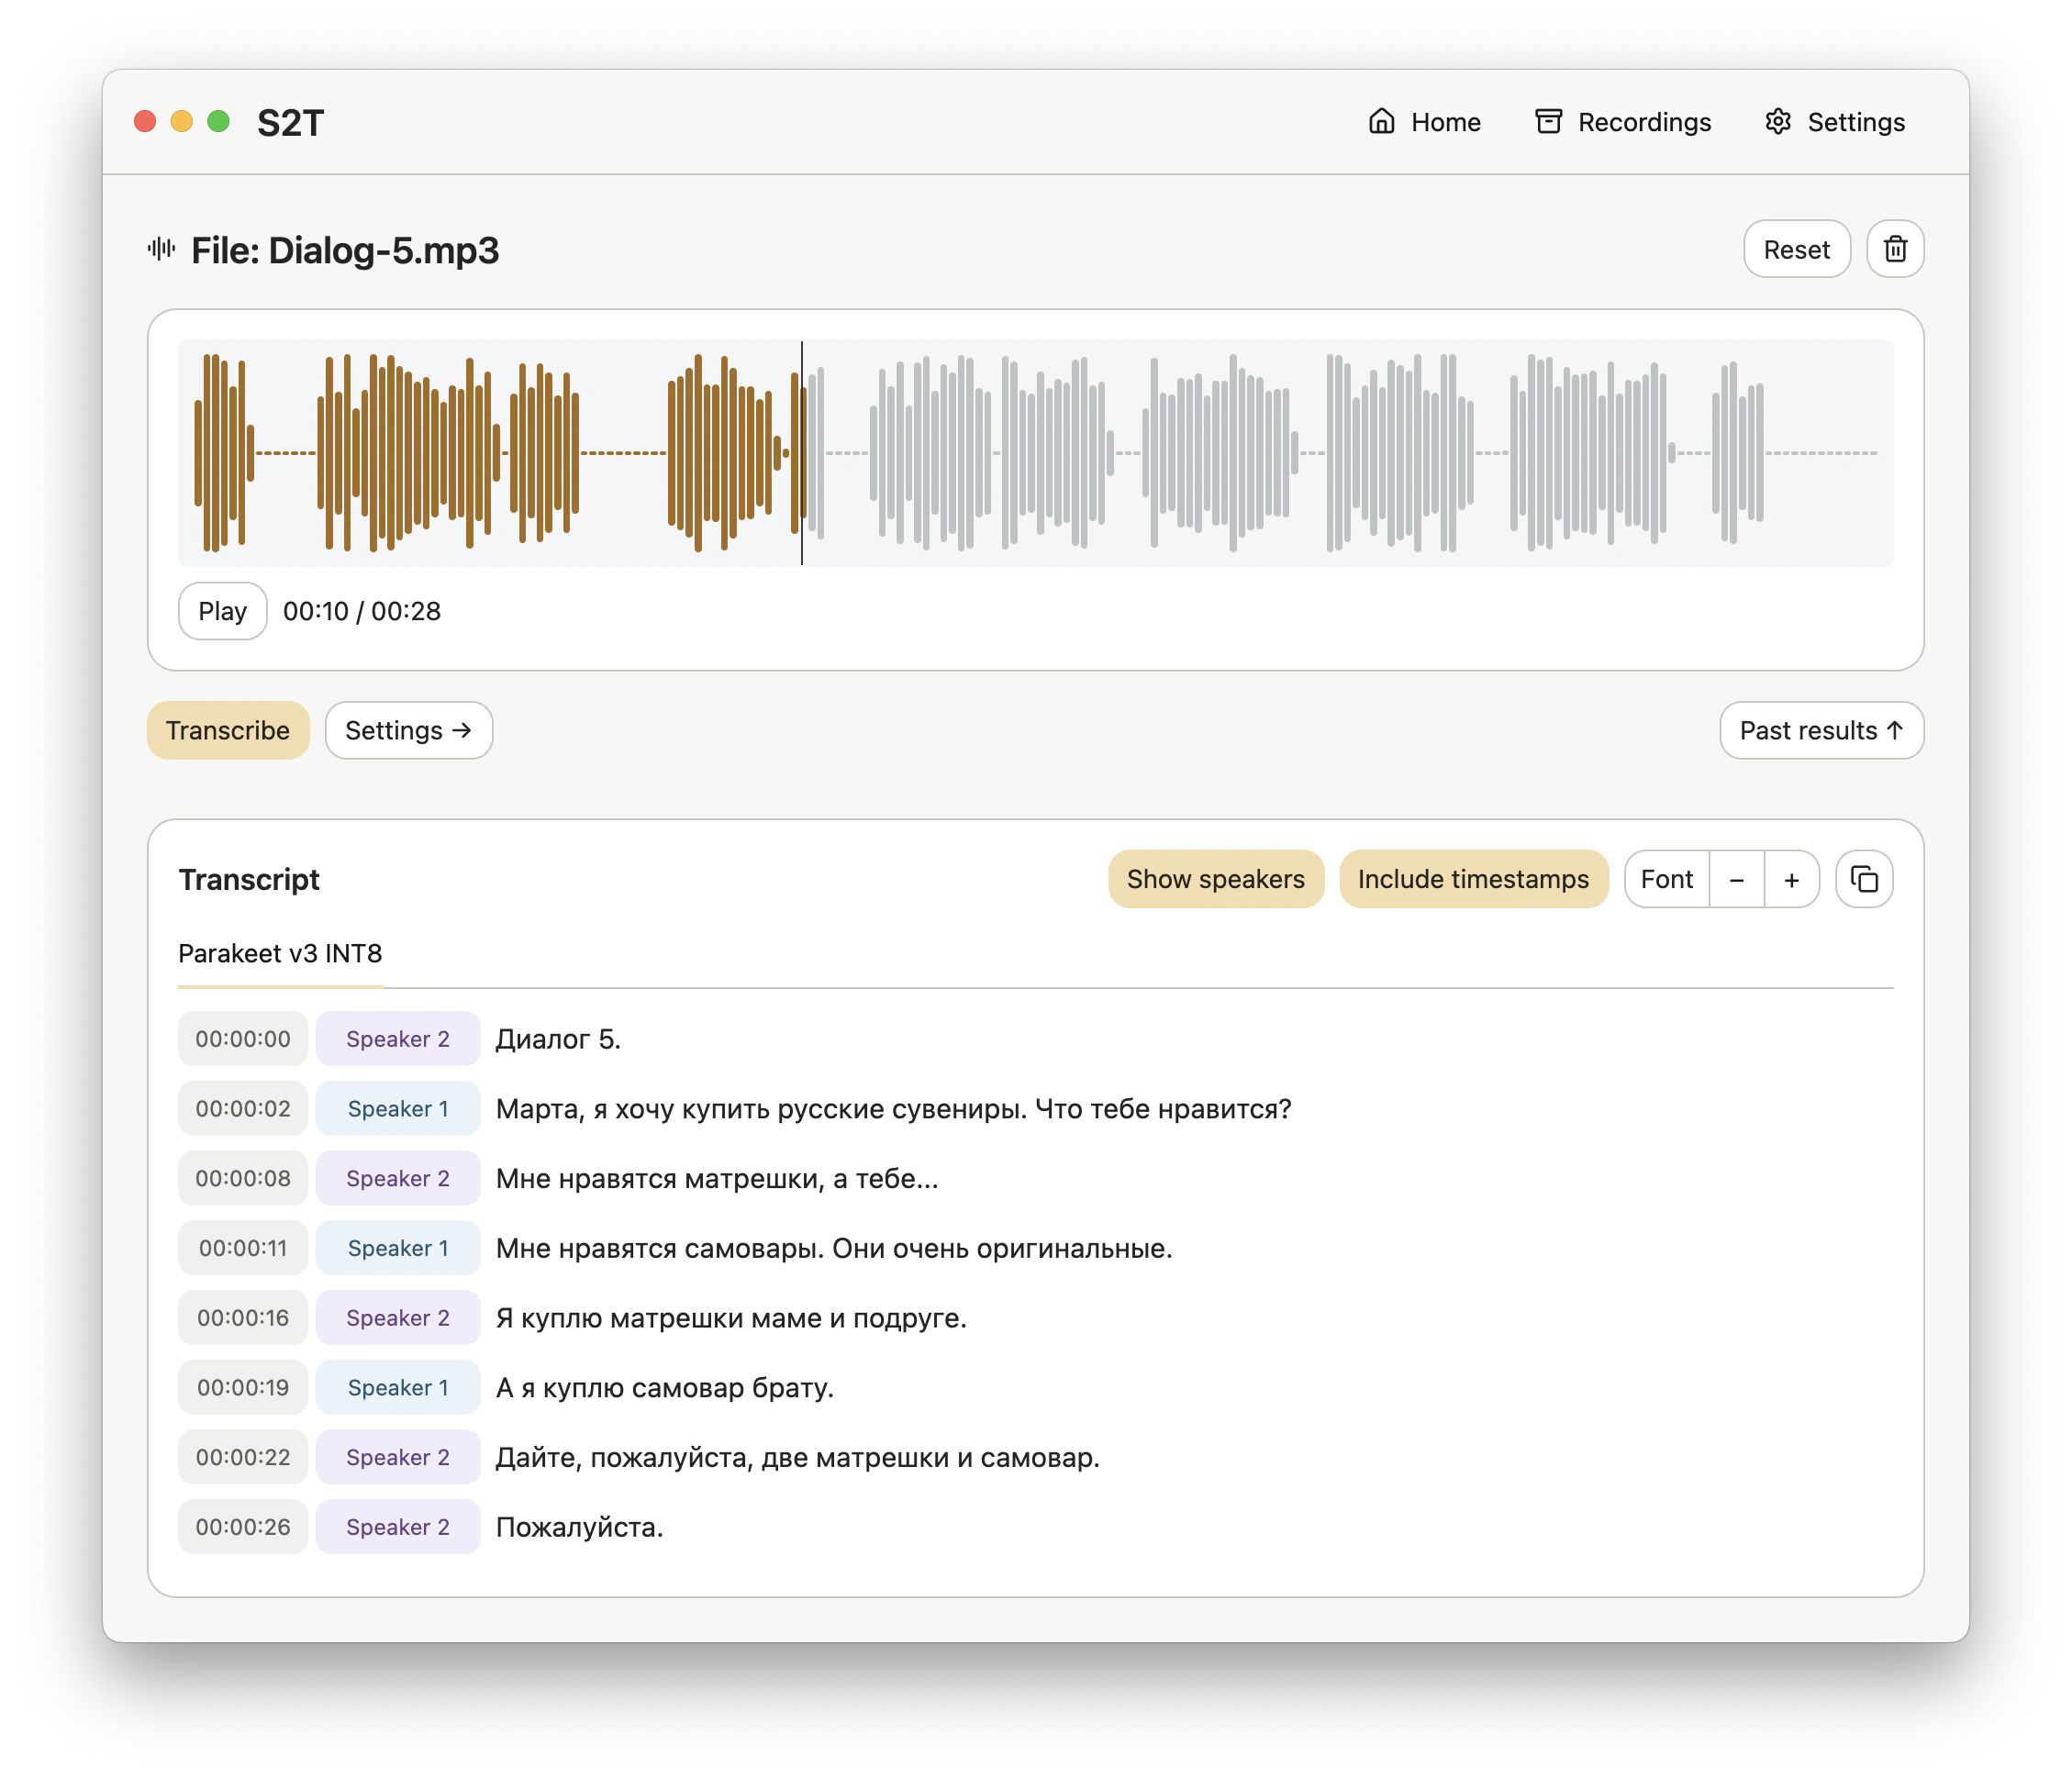 S2T
Home Recordings Settings
File: Dialog-5.mp3
Reset
Play 00:10 / 00:28
Transcribe Settings → Past results ↑
Transcript Show speakers Include timestamps Font − +
Parakeet v3 INT8
00:00:00 Speaker 2 Диалог 5.
00:00:02 Speaker 1 Марта, я хочу купить русские сувениры. Что тебе нравится?
00:00:08 Speaker 2 Мне нравятся матрешки, а тебе...
00:00:11 Speaker 1 Мне нравятся самовары. Они очень оригинальные.
00:00:16 Speaker 2 Я куплю матрешки маме и подруге.
00:00:19 Speaker 1 А я куплю самовар брату.
00:00:22 Speaker 2 Дайте, пожалуйста, две матрешки и самовар.
00:00:26 Speaker 2 Пожалуйста.